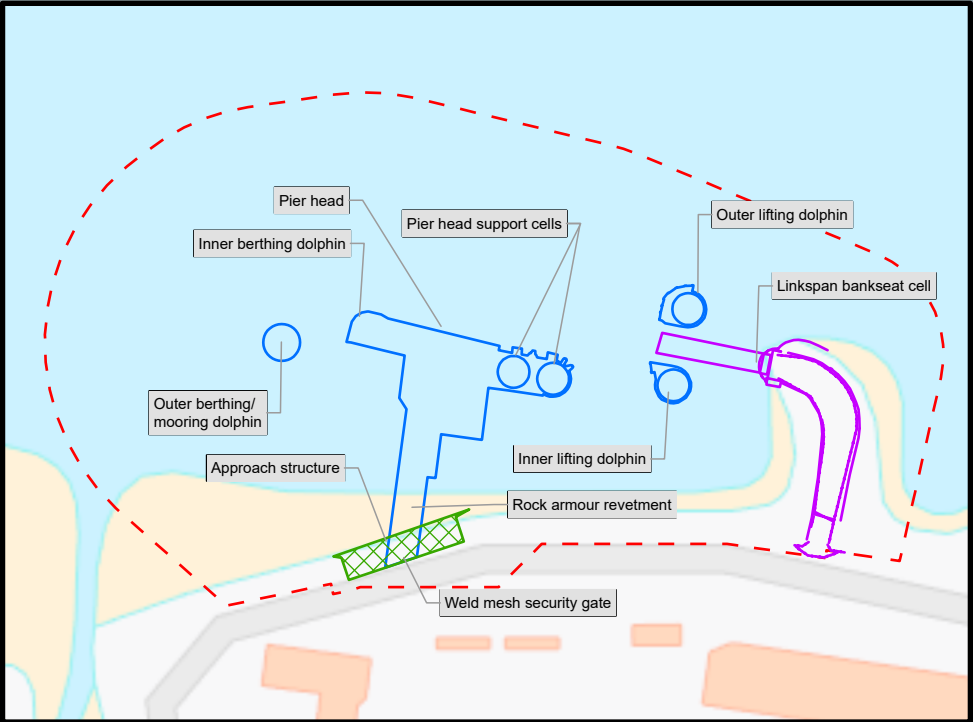 Pier head
Pier head support cells
Outer lifting dolphin
Inner berthing dolphin
Linkspan bankseat cell
Outer berthing/
mooring dolphin
Inner lifting dolphin
Approach structure
Rock armour revetment
Weld mesh security gate